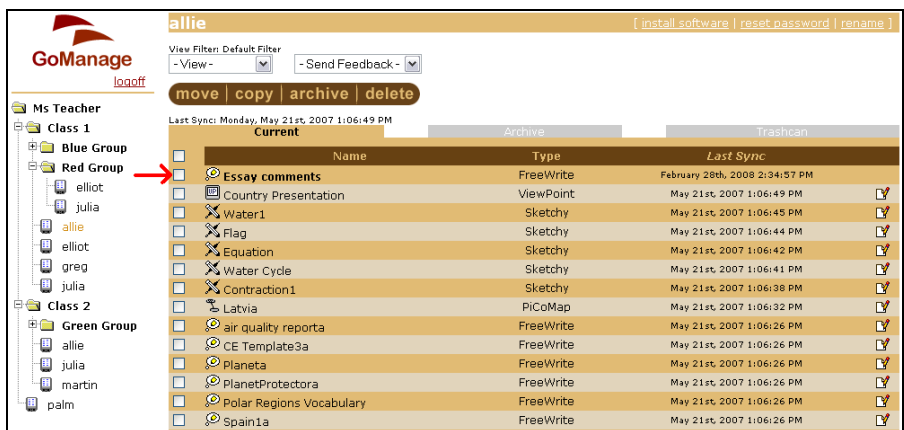 allie [ install software | reset password | rename ]
GoManage
logoff
View Filter: Default Filter
- View - - Send Feedback -
move | copy | archive | delete
Last Sync: Monday, May 21st, 2007 1:06:49 PM
Current Archive Trashcan
Ms Teacher
Class 1
Blue Group
Red Group
elliot
julia
allie
elliot
greg
julia
Class 2
Green Group
allie
julia
martin
palm
Name Type Last Sync
Essay comments FreeWrite February 28th, 2008 2:34:57 PM
Country Presentation ViewPoint May 21st, 2007 1:06:49 PM
Water1 Sketchy May 21st, 2007 1:06:45 PM
Flag Sketchy May 21st, 2007 1:06:44 PM
Equation Sketchy May 21st, 2007 1:06:42 PM
Water Cycle Sketchy May 21st, 2007 1:06:41 PM
Contraction1 Sketchy May 21st, 2007 1:06:38 PM
Latvia PiCoMap May 21st, 2007 1:06:32 PM
air quality reporta FreeWrite May 21st, 2007 1:06:26 PM
CE Template3a FreeWrite May 21st, 2007 1:06:26 PM
Planeta FreeWrite May 21st, 2007 1:06:26 PM
PlanetProtectora FreeWrite May 21st, 2007 1:06:26 PM
Polar Regions Vocabulary FreeWrite May 21st, 2007 1:06:26 PM
Spain1a FreeWrite May 21st, 2007 1:06:26 PM